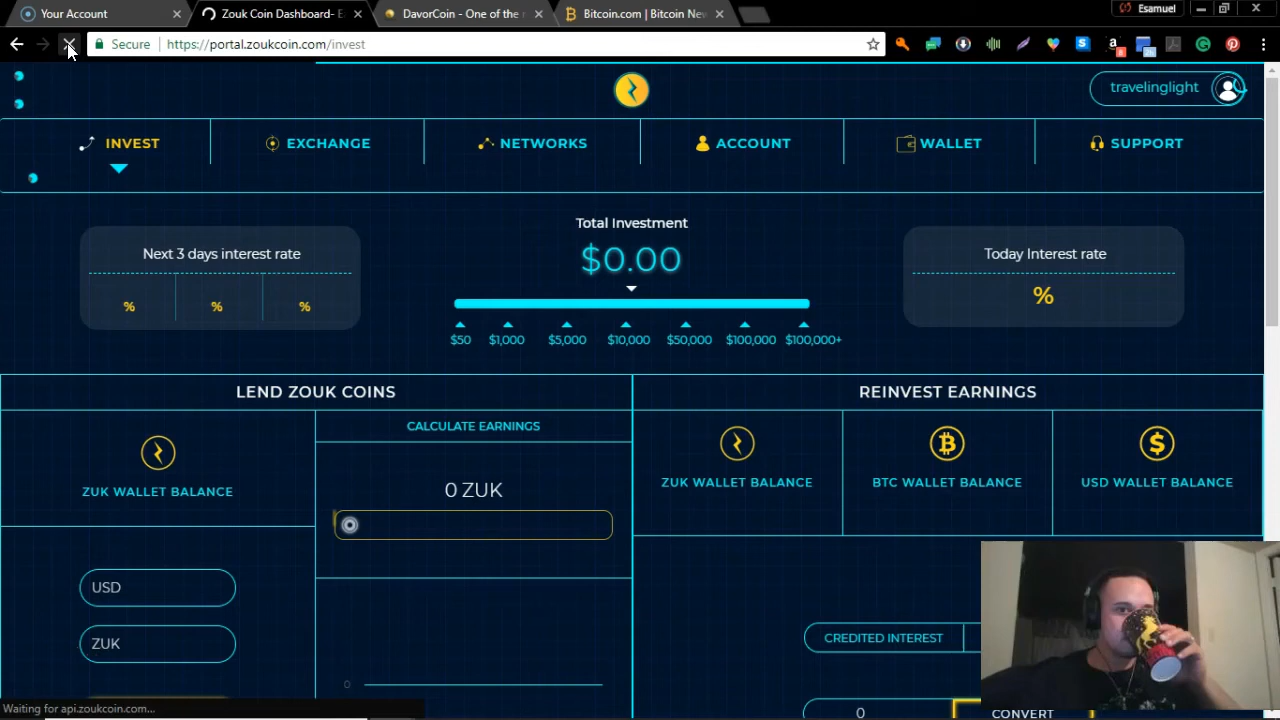 Your Account
Zouk Coin Dashboard- E
DavorCoin - One of the m
Bitcoin.com | Bitcoin New
Esamuel
Secure
https://portal.zoukcoin.com/invest
travelinglight
INVEST
EXCHANGE
NETWORKS
ACCOUNT
WALLET
SUPPORT
Next 3 days interest rate
% % %
Total Investment
$0.00
$50 $1,000 $5,000 $10,000 $50,000 $100,000 $100,000+
Today Interest rate
%
LEND ZOUK COINS
REINVEST EARNINGS
ZUK WALLET BALANCE
CALCULATE EARNINGS
0 ZUK
USD
ZUK
0
ZUK WALLET BALANCE
BTC WALLET BALANCE
USD WALLET BALANCE
CREDITED INTEREST
0
CONVERT
Waiting for api.zoukcoin.com...